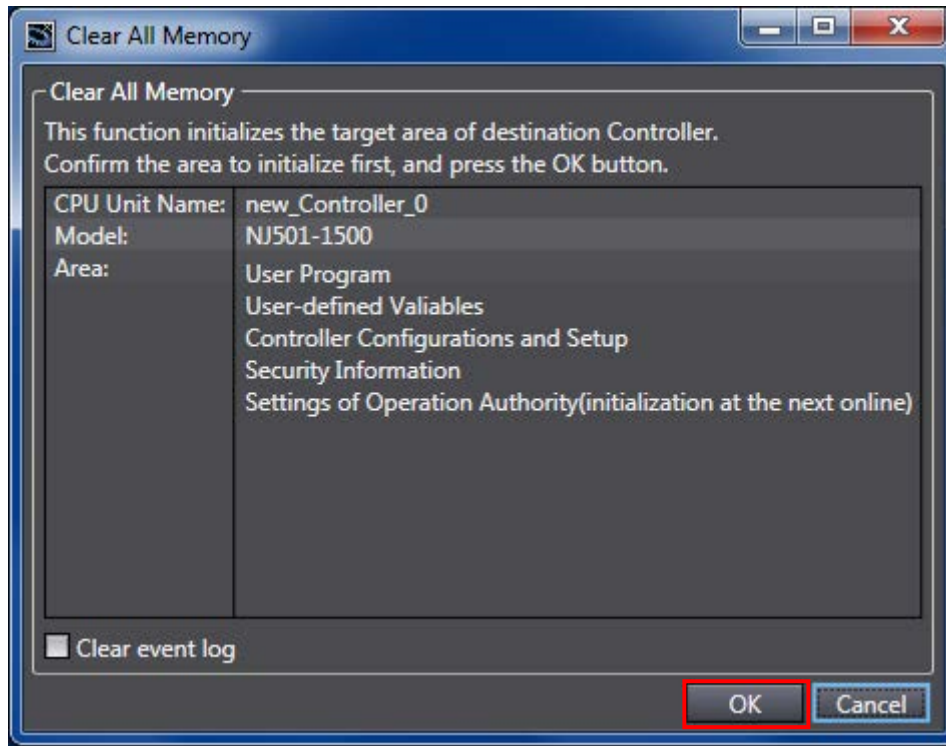 Clear All Memory
Clear All Memory
This function initializes the target area of destination Controller.
Confirm the area to initialize first, and press the OK button.
CPU Unit Name: new_Controller_0
Model: NJ501-1500
Area: User Program
User-defined Valiables
Controller Configurations and Setup
Security Information
Settings of Operation Authority(initialization at the next online)
Clear event log
OK Cancel